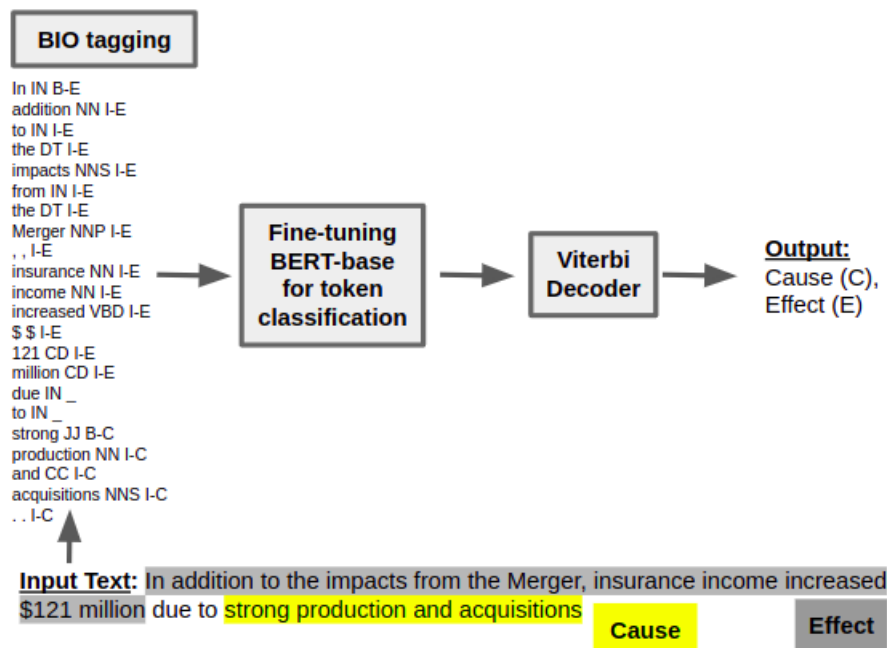 BIO tagging
In IN B-E
addition NN I-E
to IN I-E
the DT I-E
impacts NNS I-E
from IN I-E
the DT I-E
Merger NNP I-E
, , I-E
insurance NN I-E
income NN I-E
increased VBD I-E
$ $ I-E
121 CD I-E
million CD I-E
due IN _
to IN _
strong JJ B-C
production NN I-C
and CC I-C
acquisitions NNS I-C
. . I-C
Fine-tuning
BERT-base
for token
classification
Viterbi
Decoder
Output:
Cause (C),
Effect (E)
Input Text: In addition to the impacts from the Merger, insurance income increased
$121 million due to strong production and acquisitions
Cause
Effect